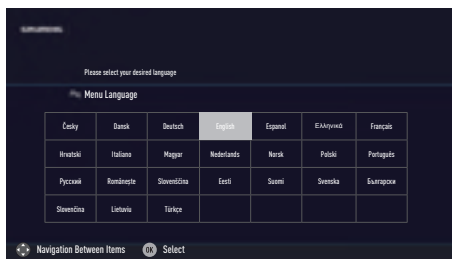 Please select your desired language
Menu Language
Česky Dansk Deutsch English Espanol Ελληνικά Français
Hrvatski Italiano Magyar Nederlands Norsk Polski Português
Русский Românește Slovenščina Eesti Suomi Svenska Български
Slovenčina Lietuviu Türkçe
Navigation Between Items OK Select